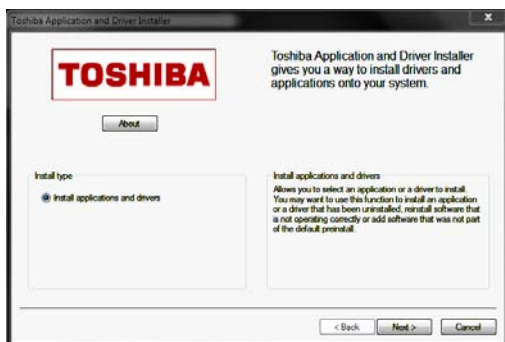 Toshiba Application and Driver Installer
X
TOSHIBA
Toshiba Application and Driver Installer
gives you a way to install drivers and
applications onto your system.
About
Install type
Install applications and drivers
Install applications and drivers
Allows you to select an application or a driver to install.
You may want to use this function to install an application
or a driver that has been uninstalled, reinstall software that
is not operating correctly or add software that was not part
of the default preinstall.
< Back
Next >
Cancel